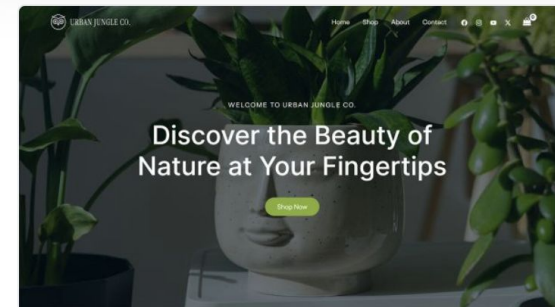 URBAN JUNGLE CO.
Home Shop About Contact 0
WELCOME TO URBAN JUNGLE CO.
Discover the Beauty of
Nature at Your Fingertips
Shop Now